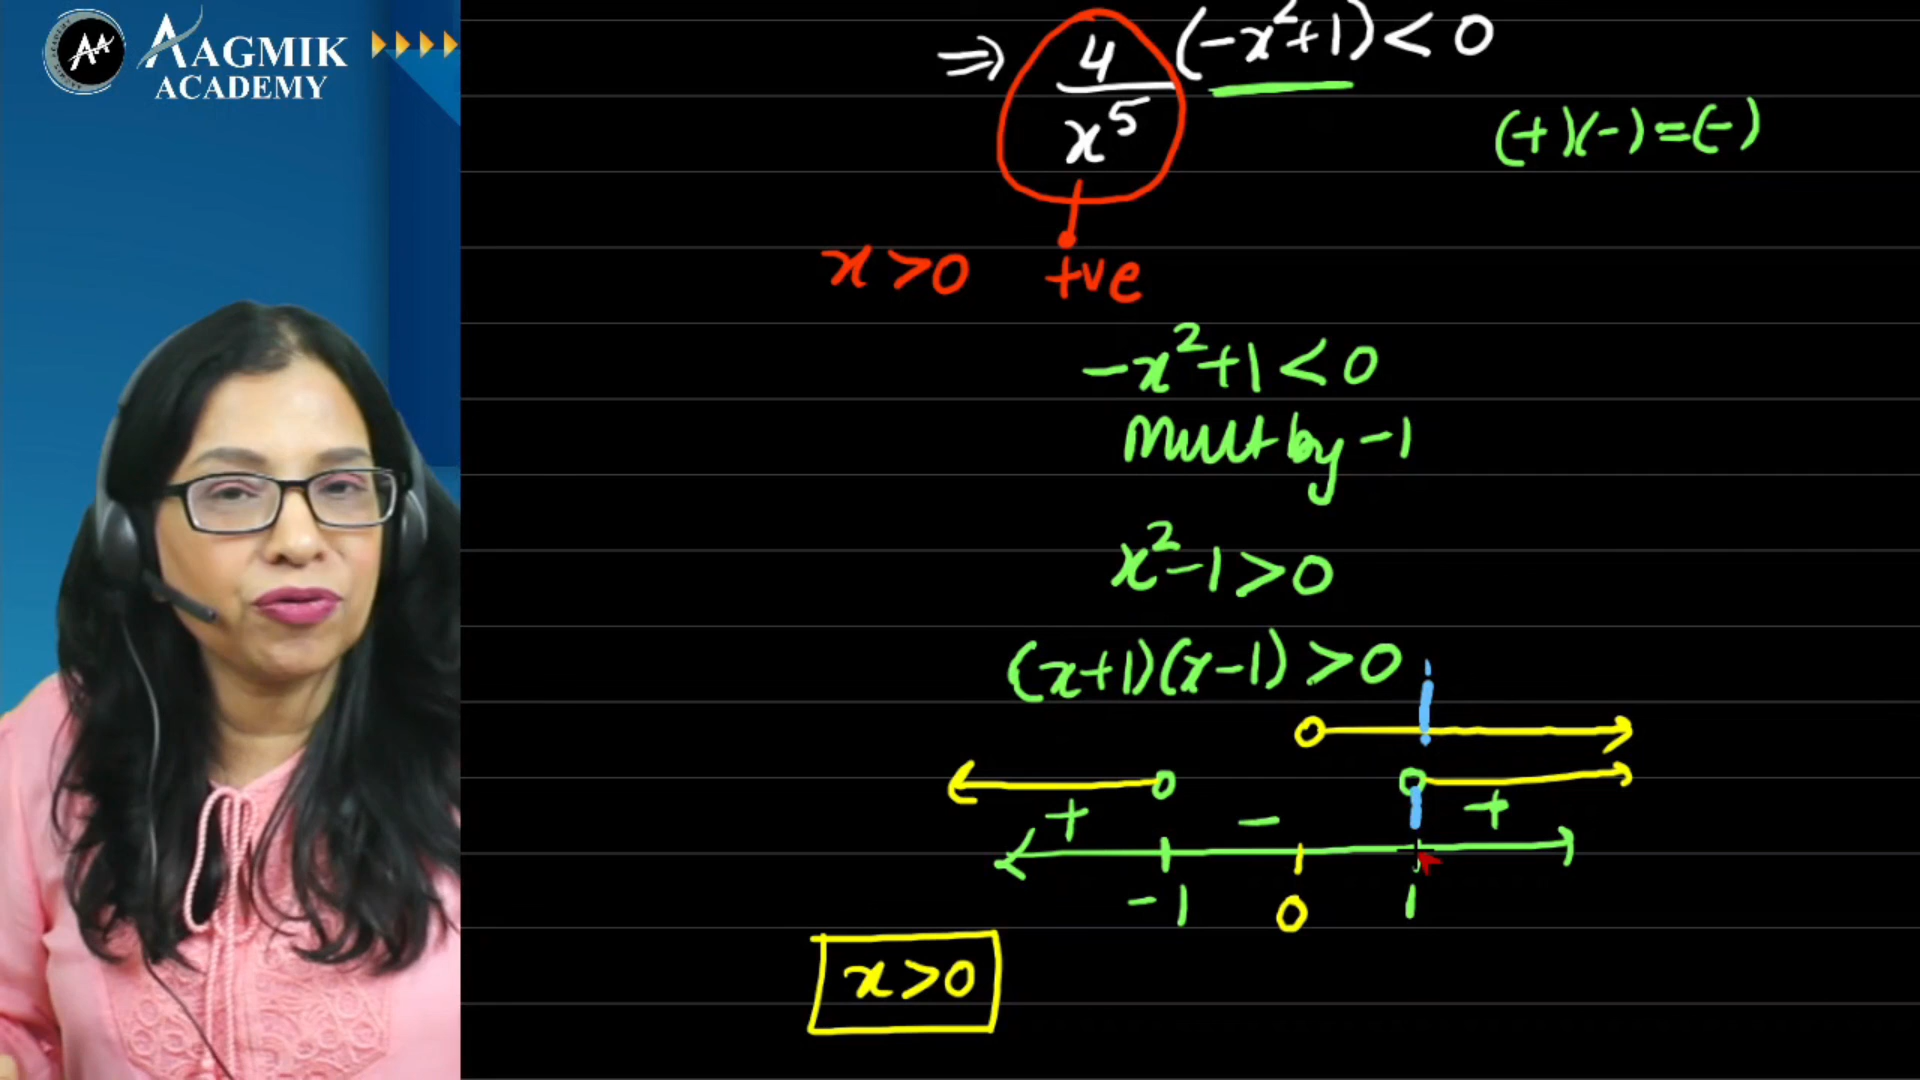 AAGMIK
ACADEMY
⇒ 4/x⁵ (-x²+1) < 0
(+)(-) = (-)
x > 0 +ve
-x²+1 < 0
Mult by -1
x²-1 > 0
(x+1)(x-1) > 0
+ - +
-1 0 1
x > 0